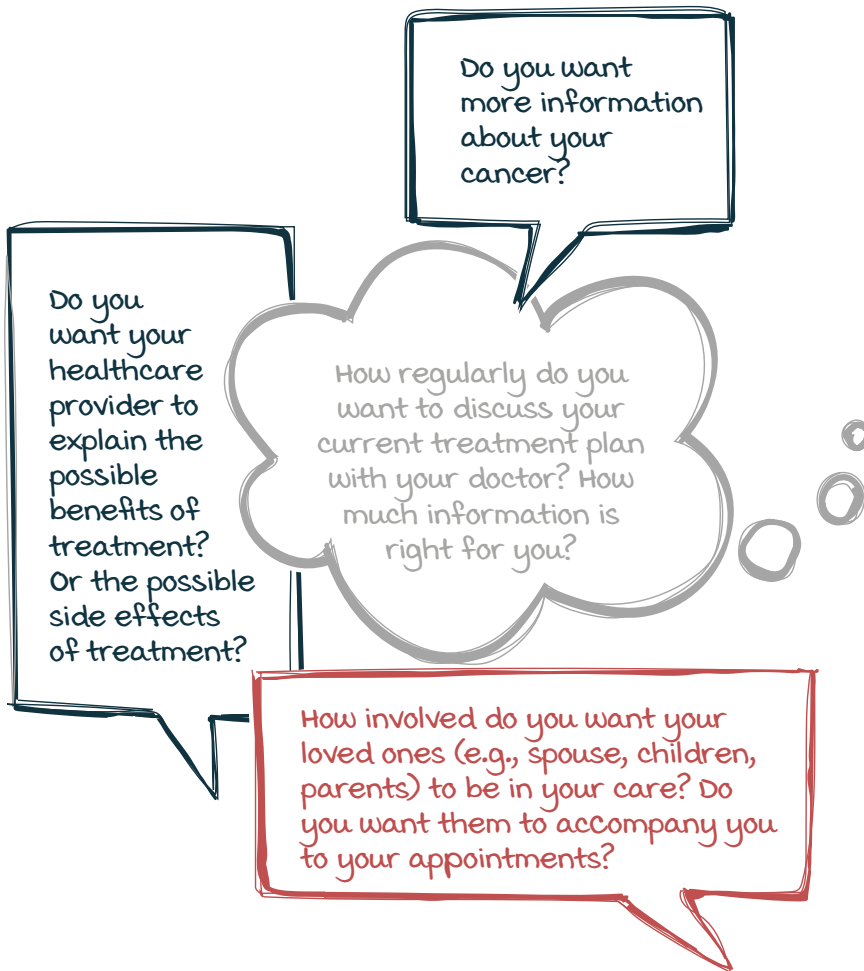 Do you want
more information
about your
cancer?
Do you
want your
healthcare
provider to
explain the
possible
benefits of
treatment?
Or the possible
side effects
of treatment?
How regularly do you
want to discuss your
current treatment plan
with your doctor? How
much information is
right for you?
How involved do you want your
loved ones (e.g., spouse, children,
parents) to be in your care? Do
you want them to accompany you
to your appointments?